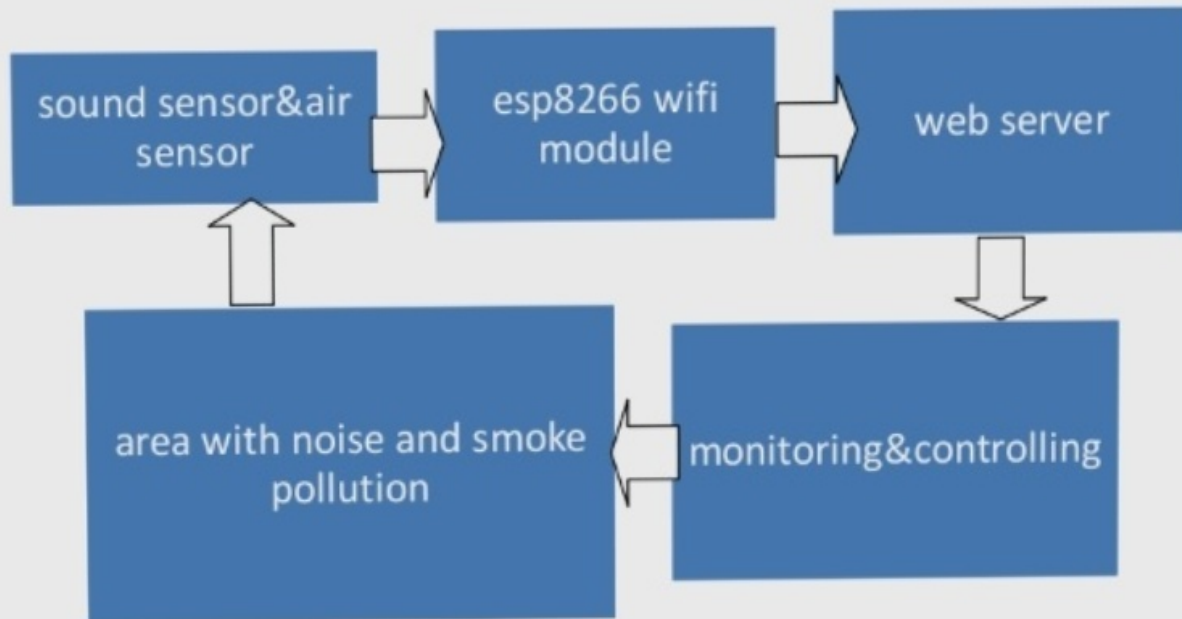 sound sensor&air
sensor
esp8266 wifi
module
web server
area with noise and smoke
pollution
monitoring&controlling